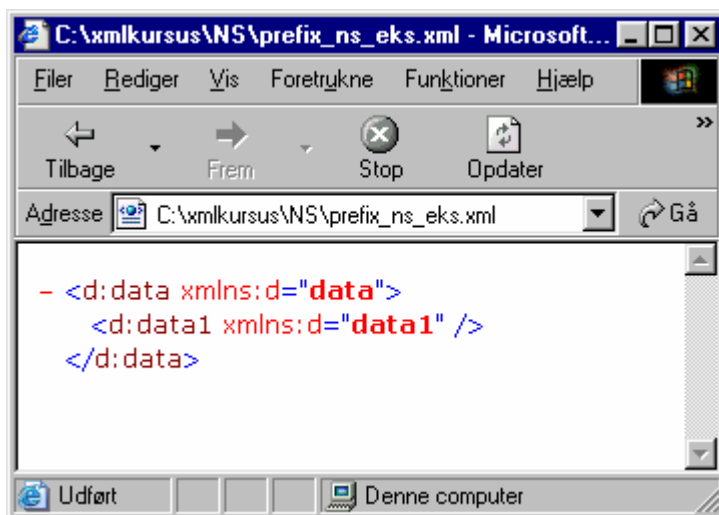 C:\xmlkursus\NS\prefix_ns_eks.xml - Microsoft...
Filer Rediger Vis Foretrukne Funktioner Hjælp
Tilbage Frem Stop Opdater »
Adresse C:\xmlkursus\NS\prefix_ns_eks.xml Gå
- <d:data xmlns:d="data">
<d:data1 xmlns:d="data1" />
</d:data>
Udført Denne computer